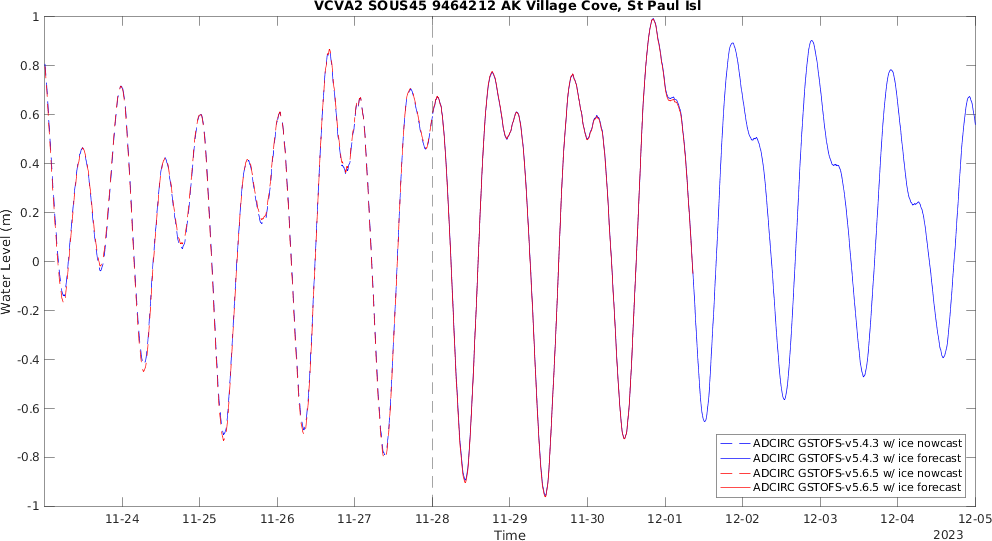 VCVA2 SOUS45 9464212 AK Village Cove, St Paul Isl
1
0.8
0.6
0.4
0.2
0
-0.2
-0.4
-0.6
-0.8
-1
Water Level (m)
ADCIRC GSTOFS-v5.4.3 w/ ice nowcast
ADCIRC GSTOFS-v5.4.3 w/ ice forecast
ADCIRC GSTOFS-v5.6.5 w/ ice nowcast
ADCIRC GSTOFS-v5.6.5 w/ ice forecast
11-24 11-25 11-26 11-27 11-28 11-29 11-30 12-01 12-02 12-03 12-04 12-05
Time
2023